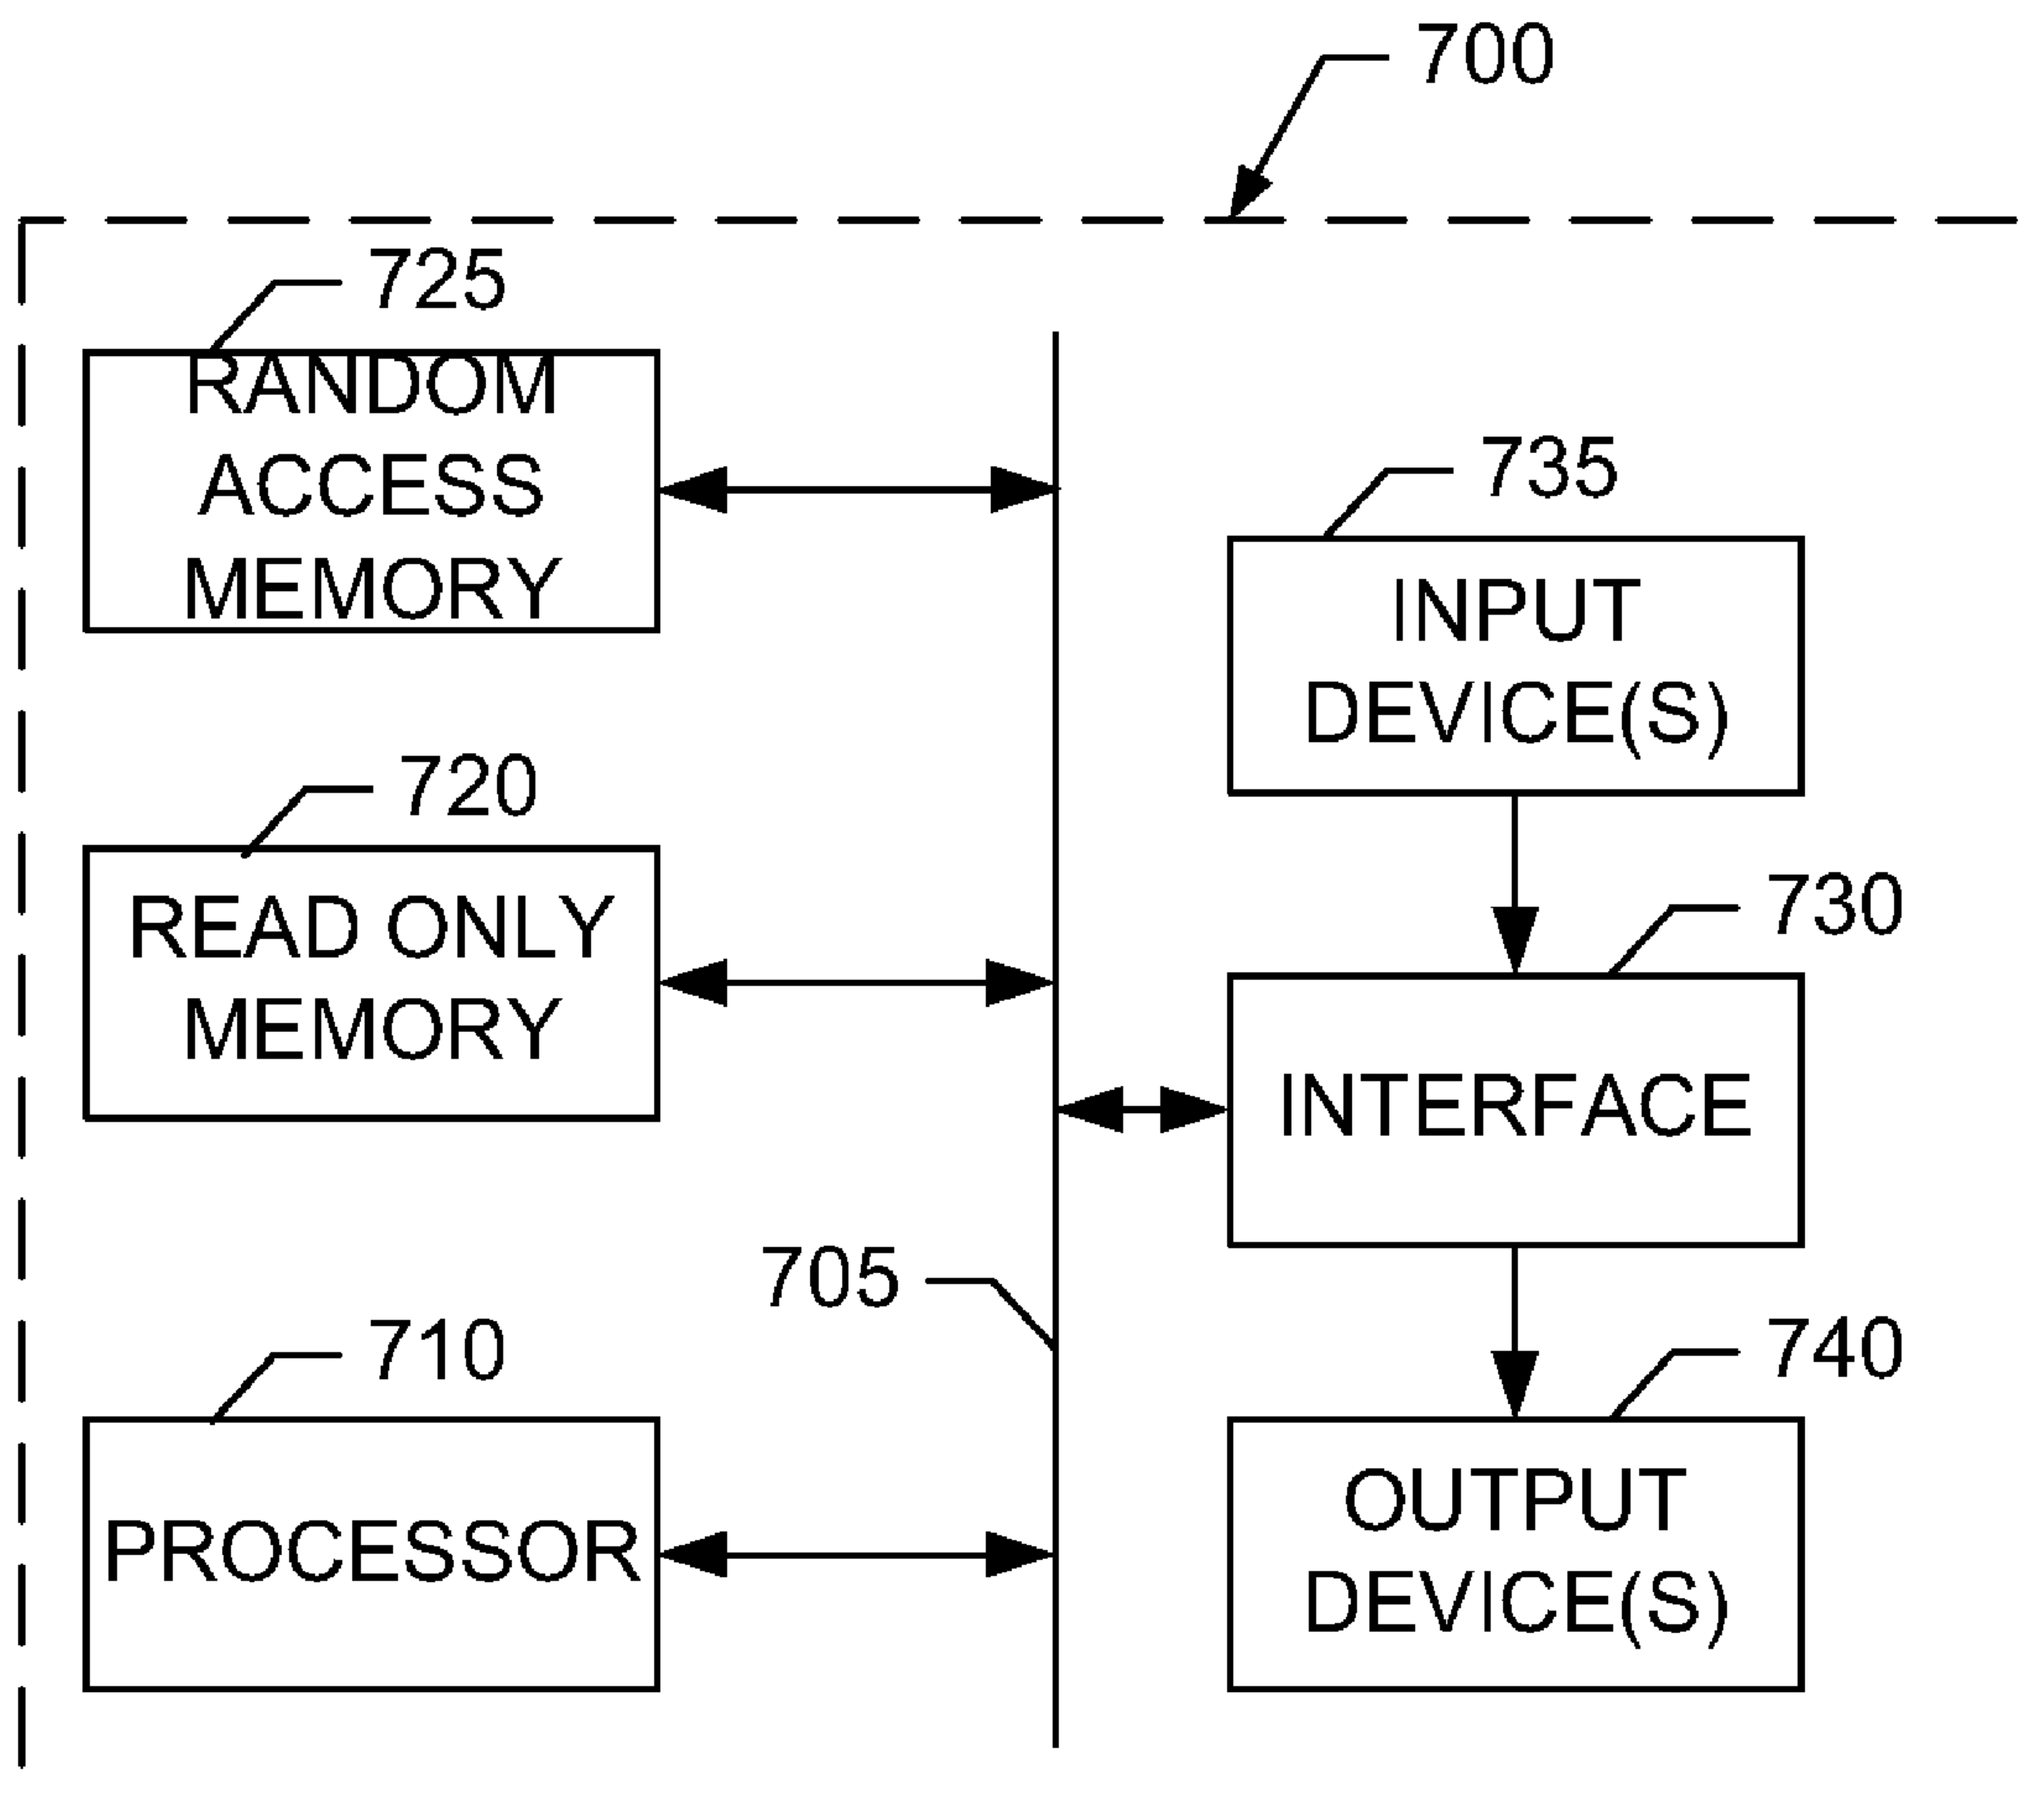 700
725
RANDOM
ACCESS
MEMORY
735
INPUT
DEVICE(S)
720
READ ONLY
MEMORY
730
INTERFACE
705
710
PROCESSOR
740
OUTPUT
DEVICE(S)